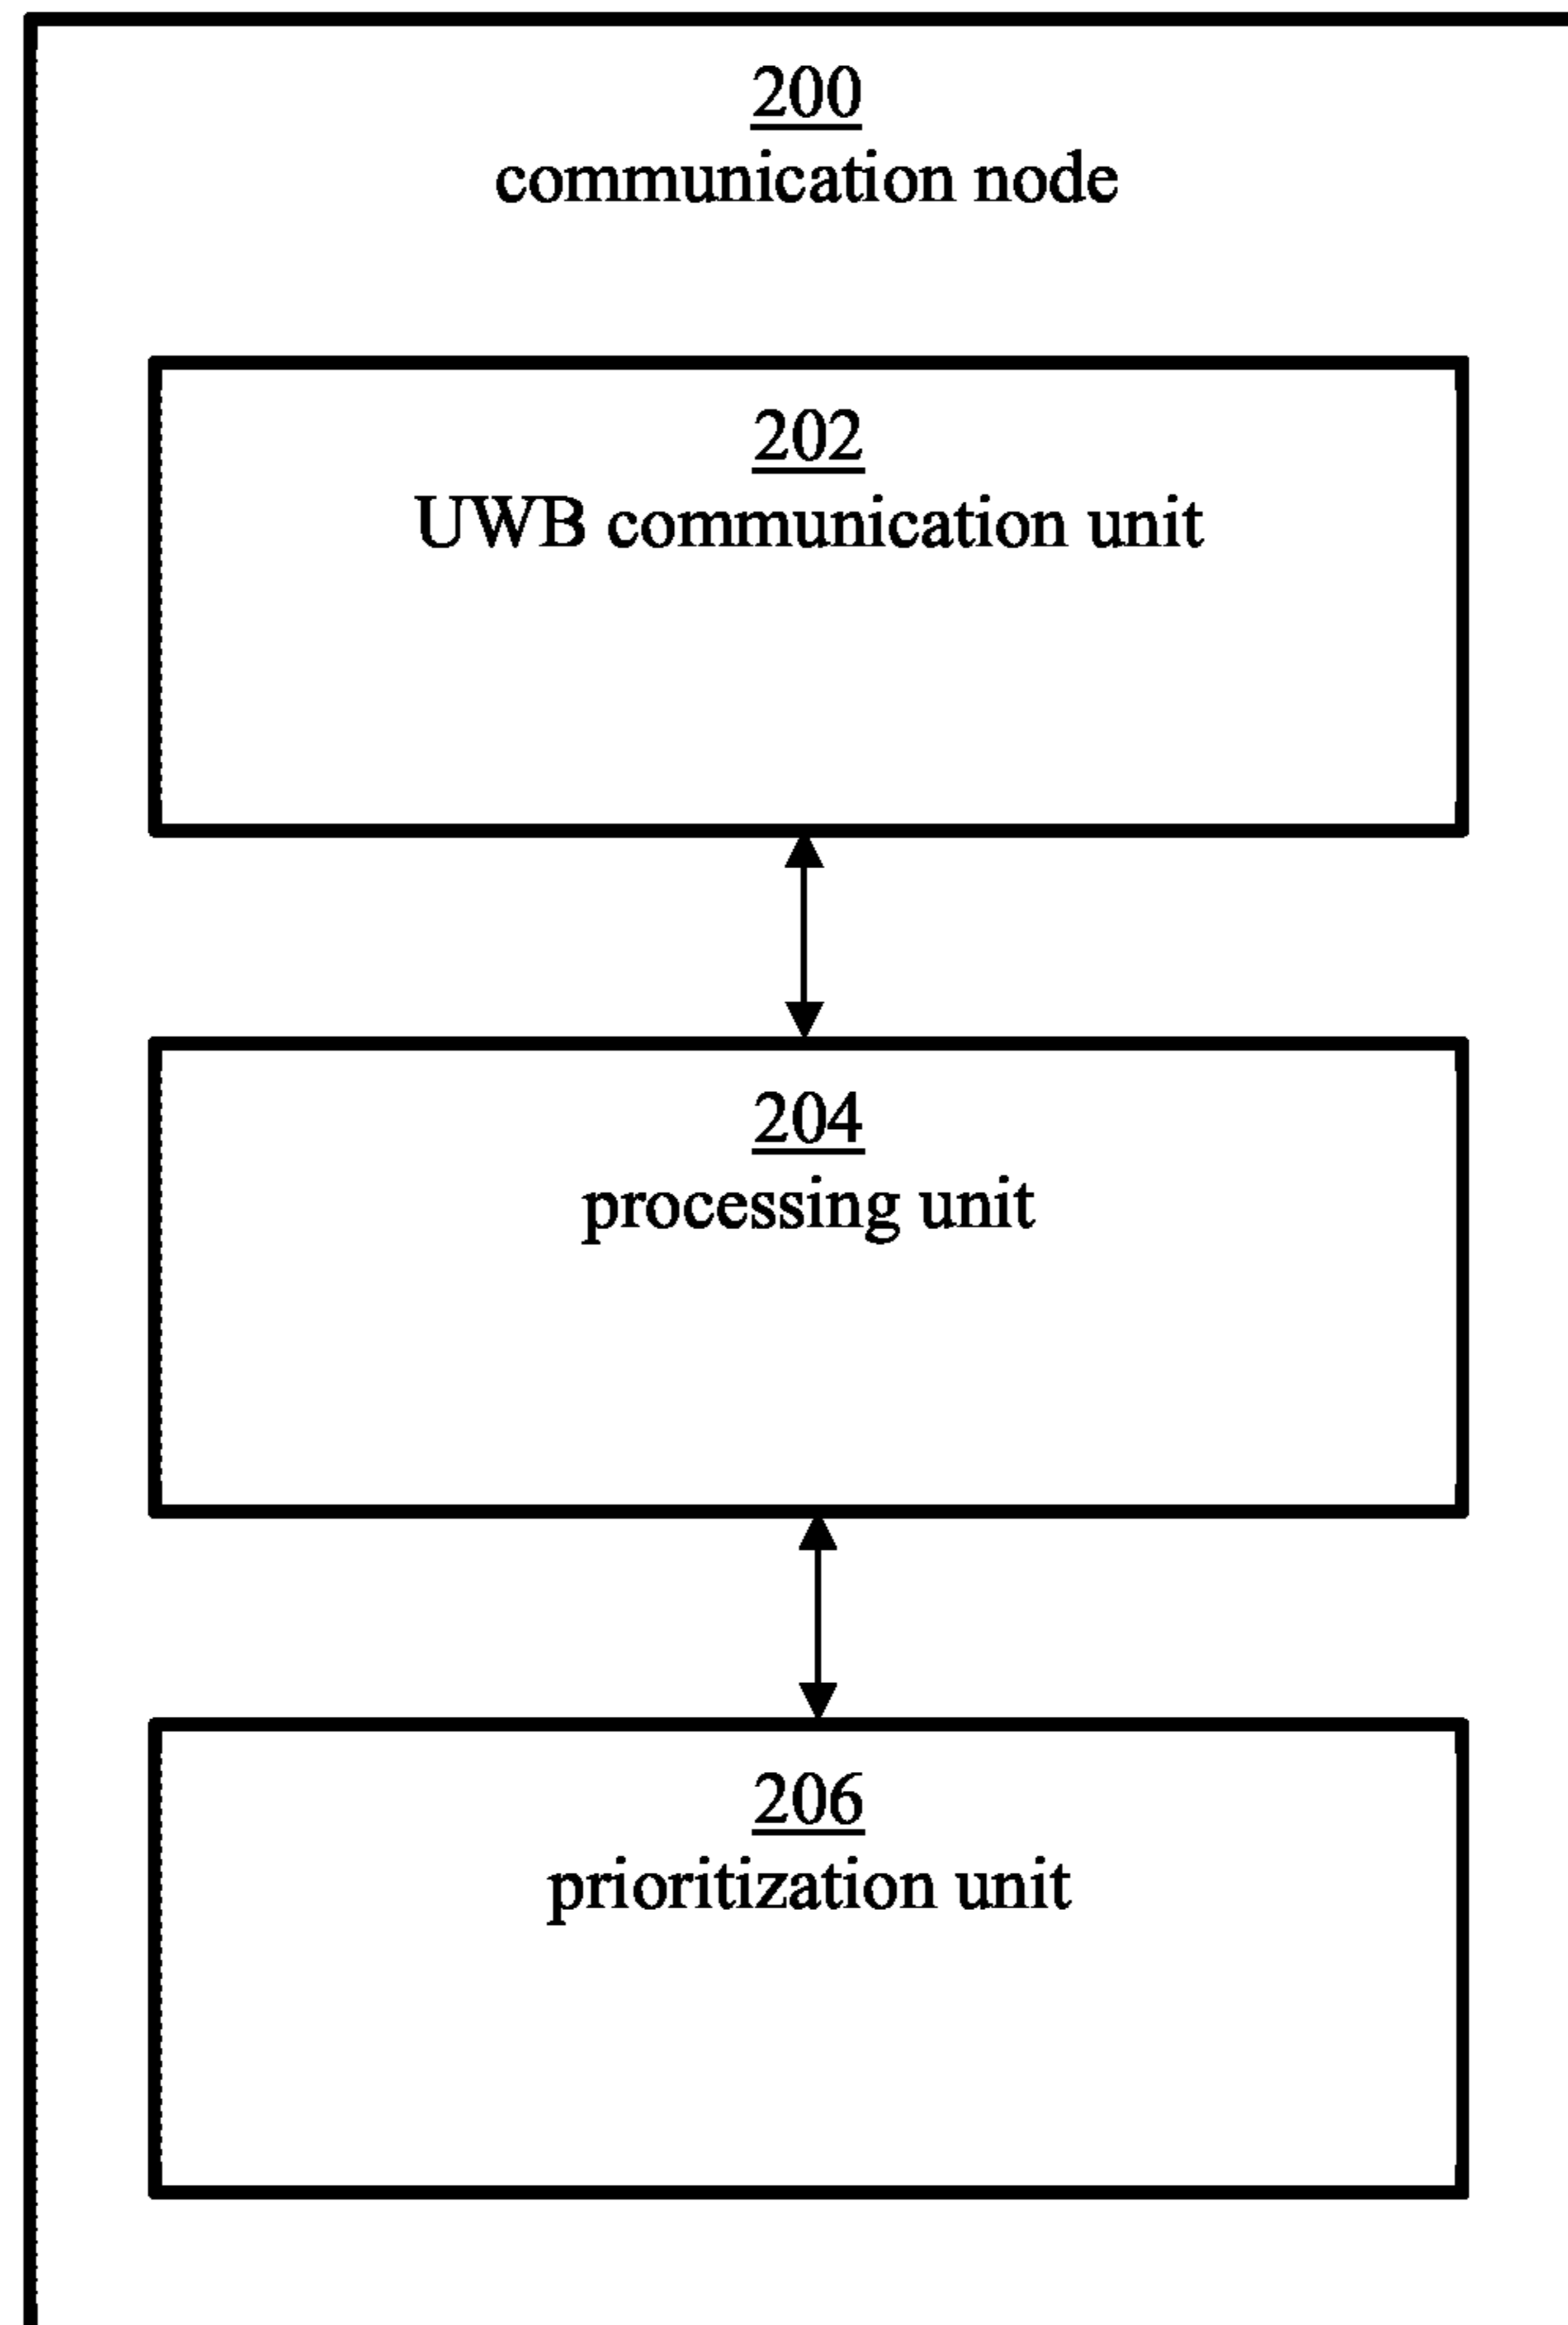 200
communication node
202
UWB communication unit
204
processing unit
206
prioritization unit